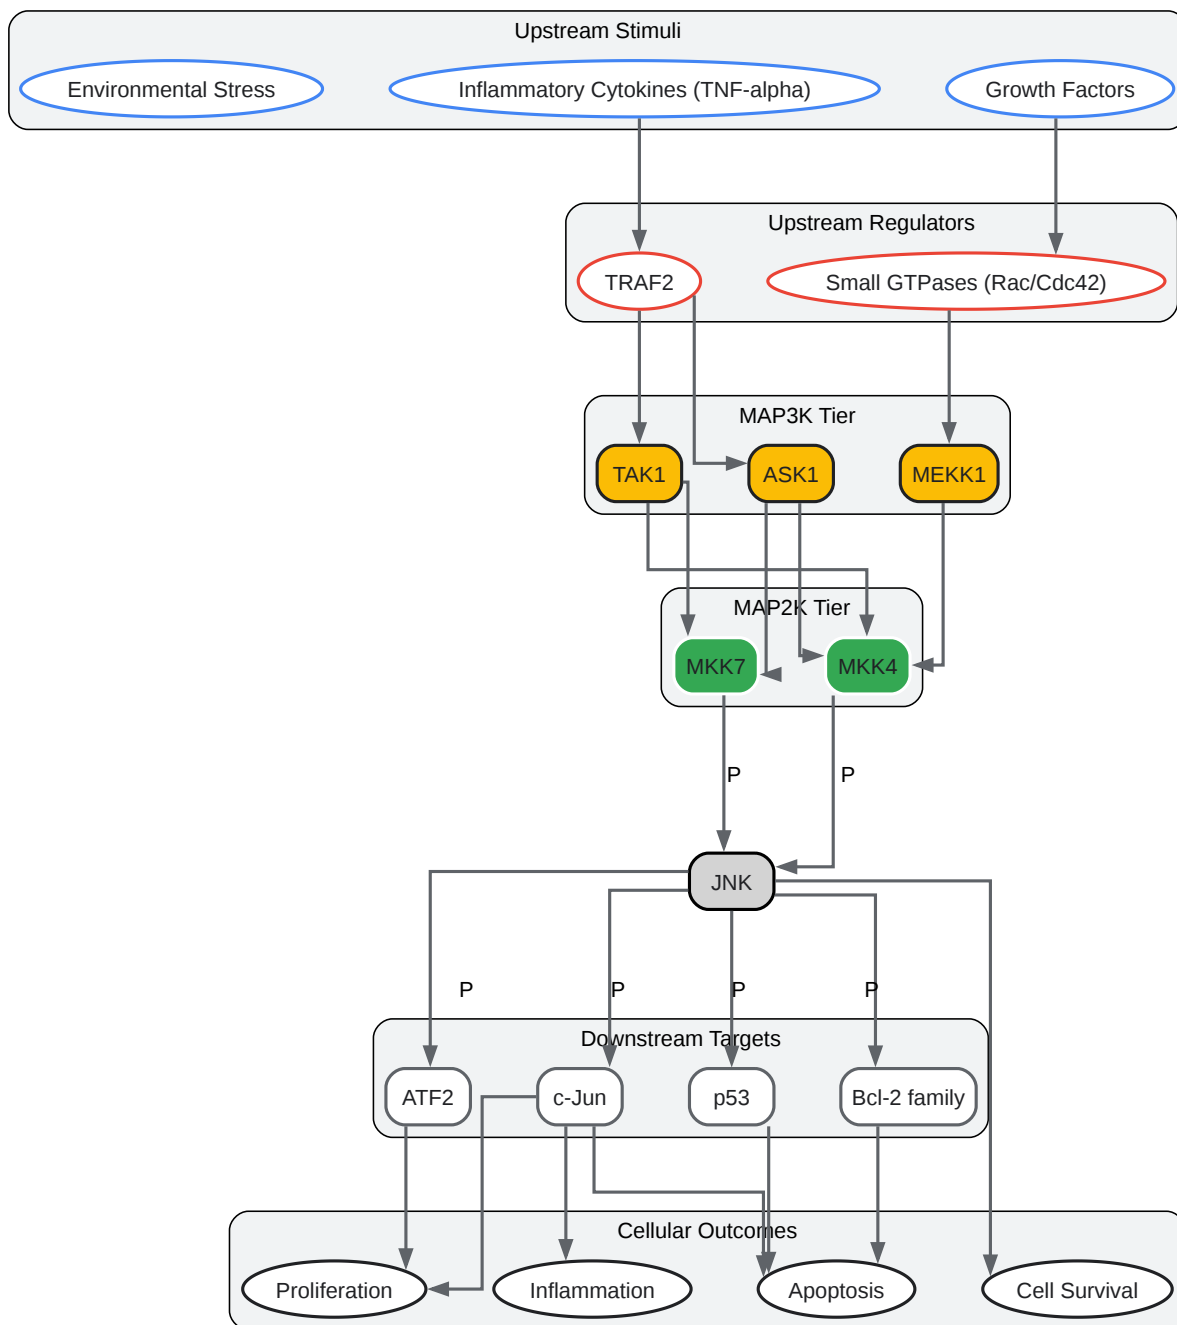 Upstream Stimuli
Environmental Stress
Inflammatory Cytokines (TNF-alpha)
Growth Factors
Upstream Regulators
TRAF2
Small GTPases (Rac/Cdc42)
MAP3K Tier
TAK1
ASK1
MEKK1
MAP2K Tier
MKK7
MKK4
P
P
JNK
P
P
P
P
Downstream Targets
ATF2
c-Jun
p53
Bcl-2 family
Cellular Outcomes
Proliferation
Inflammation
Apoptosis
Cell Survival